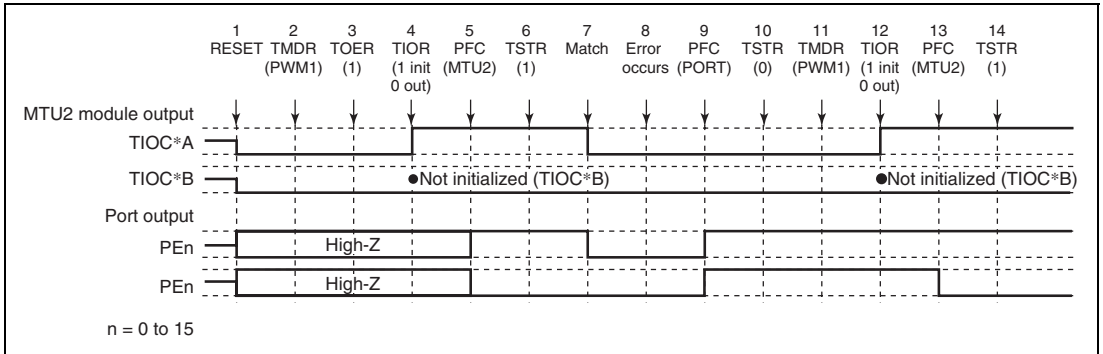 1 2 3 4 5 6 7 8 9 10 11 12 13 14
RESET TMDR TOER TIOR PFC TSTR Match Error PFC TSTR TMDR TIOR PFC TSTR
(PWM1) (1) (1 init (MTU2) (1) occurs (PORT) (0) (PWM1) (1 init (MTU2) (1)
0 out) 0 out)
MTU2 module output
TIOC*A
TIOC*B ●Not initialized (TIOC*B) ●Not initialized (TIOC*B)
Port output
PEn High-Z
PEn High-Z
n = 0 to 15